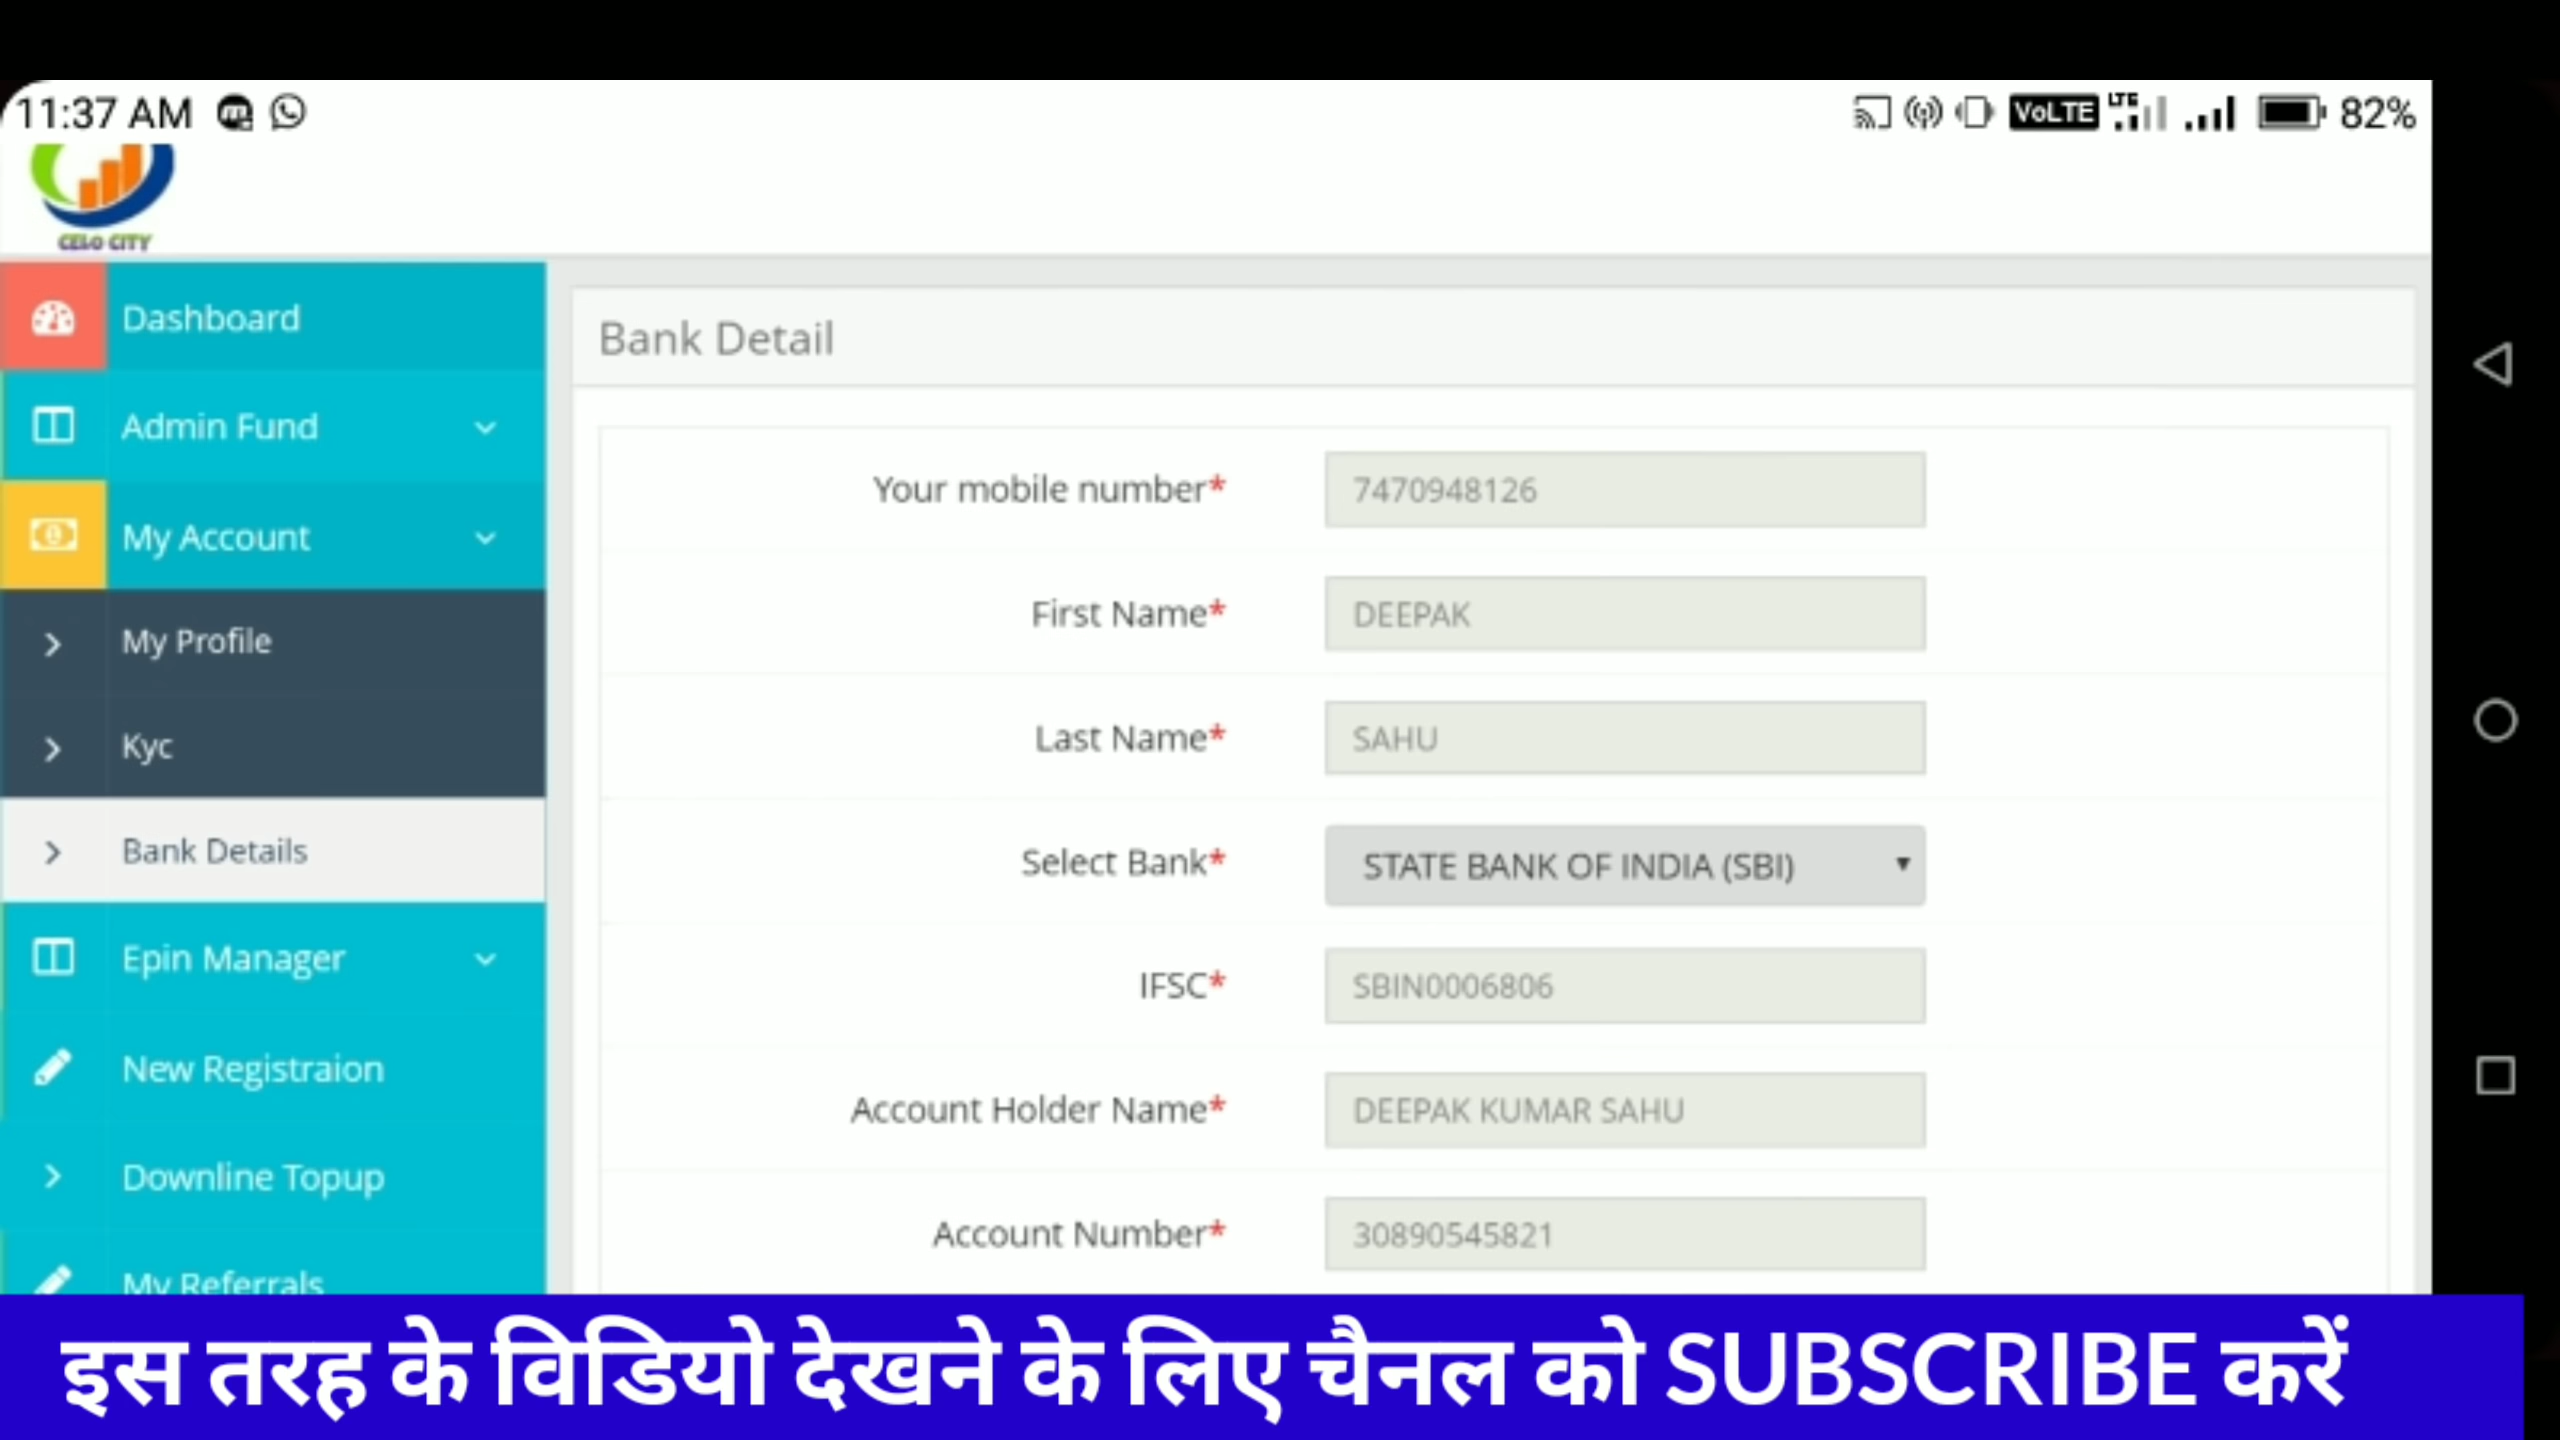 11:37 AM
VoLTE LTE 82%
CELO CITY
Dashboard
Admin Fund
My Account
My Profile
Kyc
Bank Details
Epin Manager
New Registraion
Downline Topup
My Referrals
Bank Detail
Your mobile number* 7470948126
First Name* DEEPAK
Last Name* SAHU
Select Bank* STATE BANK OF INDIA (SBI)
IFSC* SBIN0006806
Account Holder Name* DEEPAK KUMAR SAHU
Account Number* 30890545821
इस तरह के विडियो देखने के लिए चैनल को SUBSCRIBE करें